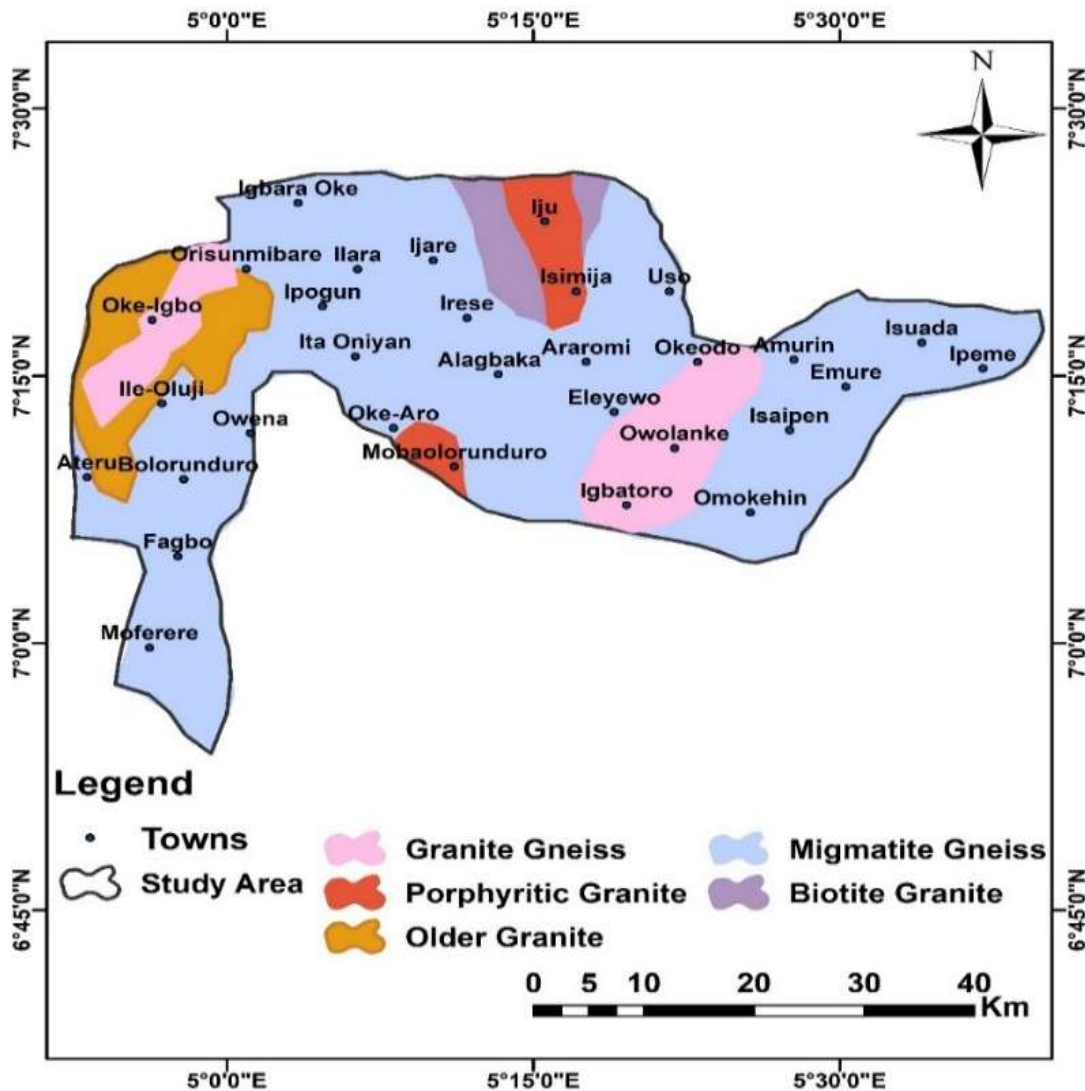 5°0'0"E 5°15'0"E 5°30'0"E
N
7°30'0"N 7°30'0"N
Igbara Oke
Iju
Orisunmibare Ilara Ijare
Isimija Uso
Oke-Igbo Ipogun Irese
Isuada
Ita Oniyan Alagbaka Araromi Okeodo Amurin Ipeme
7°15'0"N 7°15'0"N
Emure
Ile-Oluji Eleyewo
Owena Oke-Aro Owolanke Isaipen
Ateru Bolorunduro Mobaolorunduro
Igbatoro Omokehin
Fagbo
Moferere
7°0'0"N 7°0'0"N
Legend
Towns
Study Area
Granite Gneiss
Porphyritic Granite
Older Granite
Migmatite Gneiss
Biotite Granite
6°45'0"N 6°45'0"N
0 5 10 20 30 40
Km
5°0'0"E 5°15'0"E 5°30'0"E